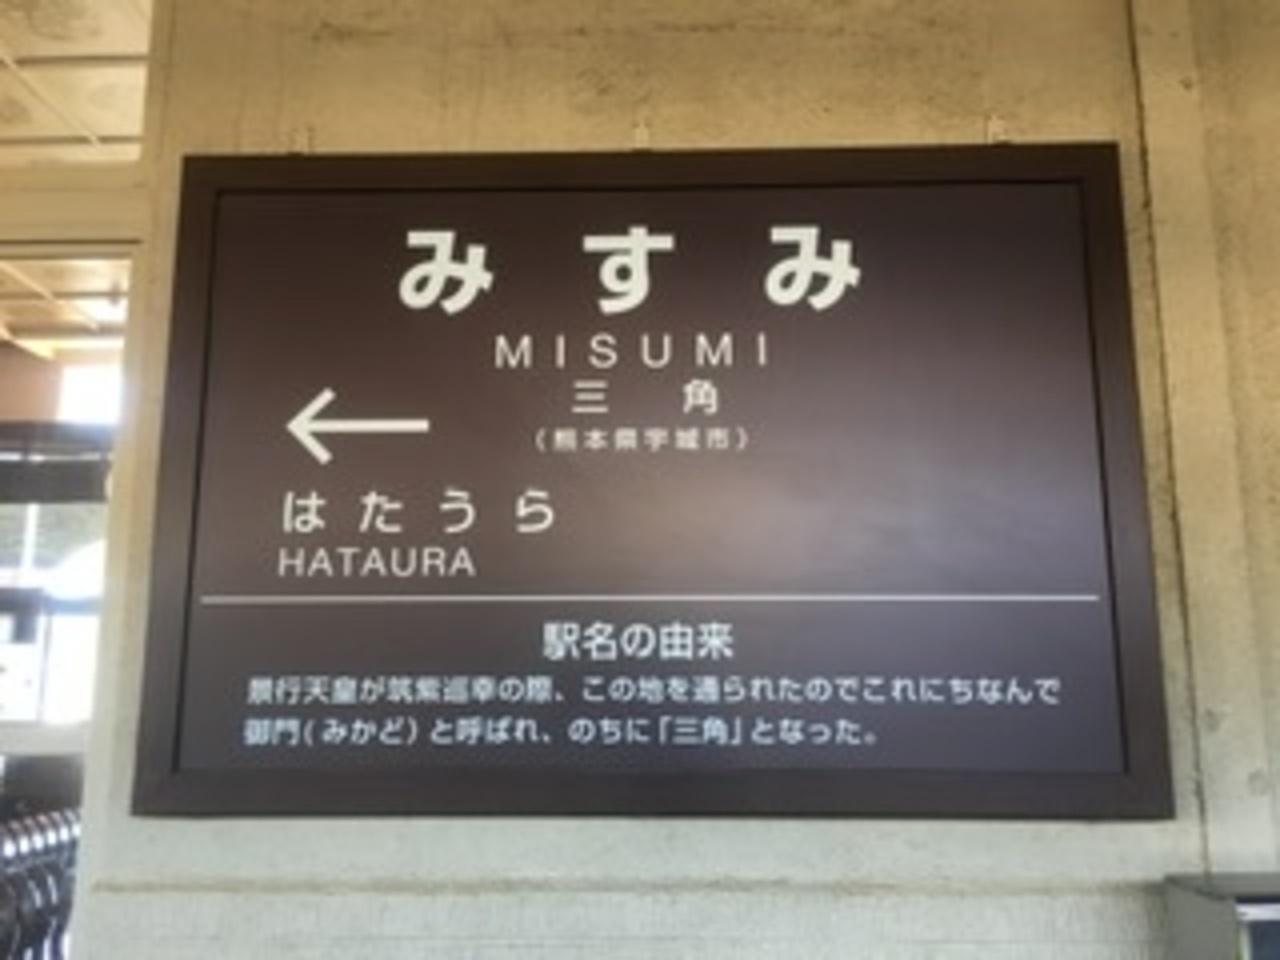 みすみ
MISUMI
三角
(熊本県宇城市)
←
はたうら
HATAURA
駅名の由来
景行天皇が筑紫巡幸の際、この地を通られたのでこれにちなんで
御門(みかど)と呼ばれ、のちに「三角」となった。